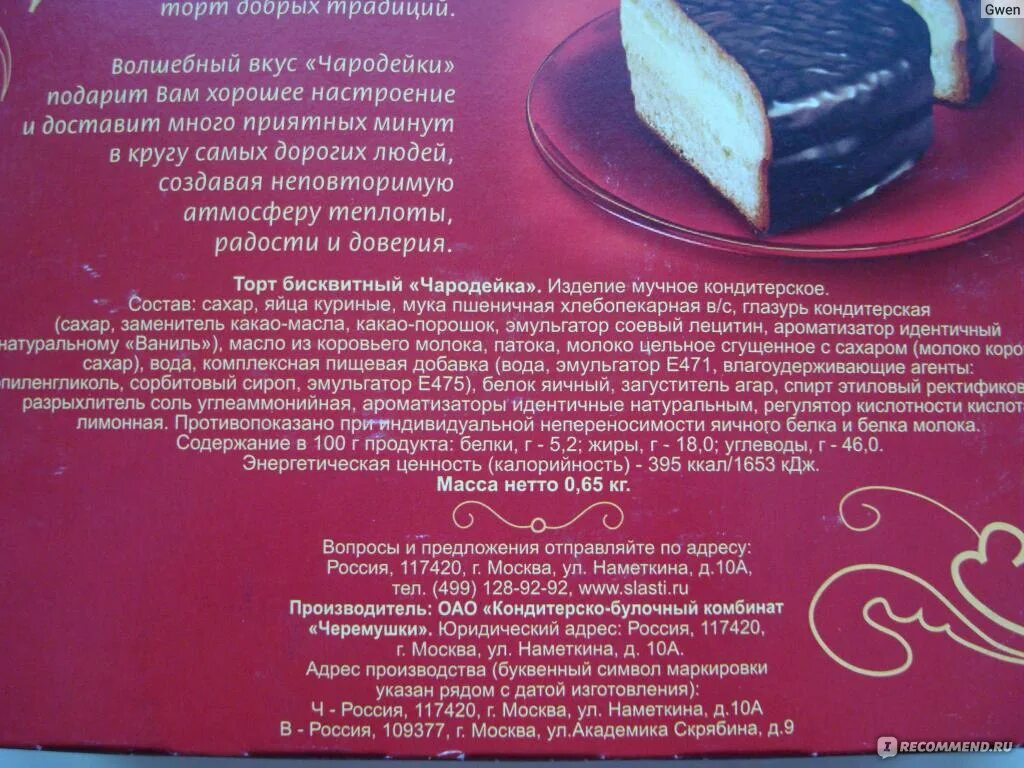 Gwen
торт добрых традиций.
Волшебный вкус «Чародейки»
подарит Вам хорошее настроение
и доставит много приятных минут
в кругу самых дорогих людей,
создавая неповторимую
атмосферу теплоты,
радости и доверия.
Торт бисквитный «Чародейка». Изделие мучное кондитерское.
Состав: сахар, яйца куриные, мука пшеничная хлебопекарная в/с, глазурь кондитерская
(сахар, заменитель какао-масла, какао-порошок, эмульгатор соевый лецитин, ароматизатор идентичный
натуральному «Ваниль»), масло из коровьего молока, патока, молоко цельное сгущенное с сахаром (молоко коро
сахар), вода, комплексная пищевая добавка (вода, эмульгатор Е471, влагоудерживающие агенты:
опиленгликоль, сорбитовый сироп, эмульгатор Е475), белок яичный, загуститель агар, спирт этиловый ректификов
разрыхлитель соль углеаммонийная, ароматизаторы идентичные натуральным, регулятор кислотности кислот
лимонная. Противопоказано при индивидуальной непереносимости яичного белка и белка молока.
Содержание в 100 г продукта: белки, г - 5,2; жиры, г - 18,0; углеводы, г - 46,0.
Энергетическая ценность (калорийность) - 395 ккал/1653 кДж.
Масса нетто 0,65 кг.
Вопросы и предложения отправляйте по адресу:
Россия, 117420, г. Москва, ул. Наметкина, д.10А,
тел. (499) 128-92-92, www.slasti.ru
Производитель: ОАО «Кондитерско-булочный комбинат
«Черемушки». Юридический адрес: Россия, 117420,
г. Москва, ул. Наметкина, д. 10А.
Адрес производства (буквенный символ маркировки
указан рядом с датой изготовления):
Ч - Россия, 117420, г. Москва, ул. Наметкина, д.10А
В - Россия, 109377, г. Москва, ул.Академика Скрябина, д.9
IRECOMMEND.RU